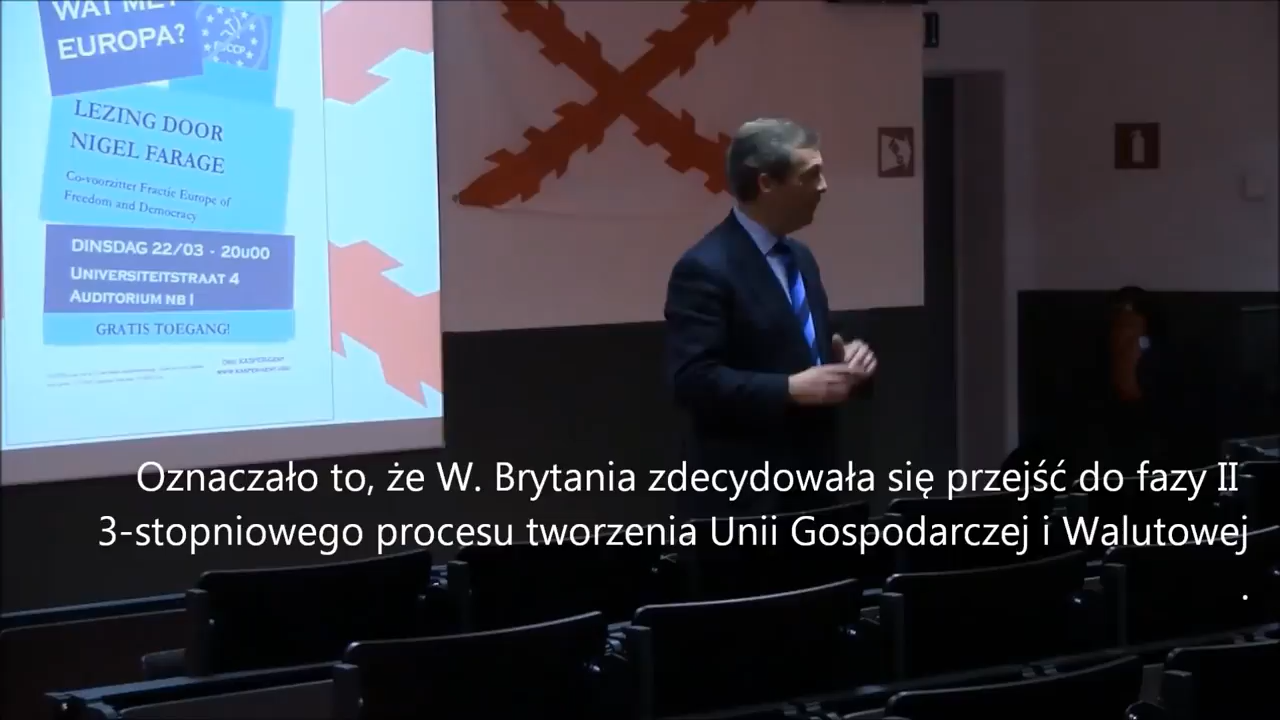 WAT MET
EUROPA?
LEZING DOOR
NIGEL FARAGE
Co-voorzitter Fractie Europe of
Freedom and Democracy
DINSDAG 22/03 - 20U00
UNIVERSITEITSTRAAT 4
AUDITORIUM NB I
GRATIS TOEGANG!
Oznaczało to, że W. Brytania zdecydowała się przejść do fazy II
3-stopniowego procesu tworzenia Unii Gospodarczej i Walutowej
.